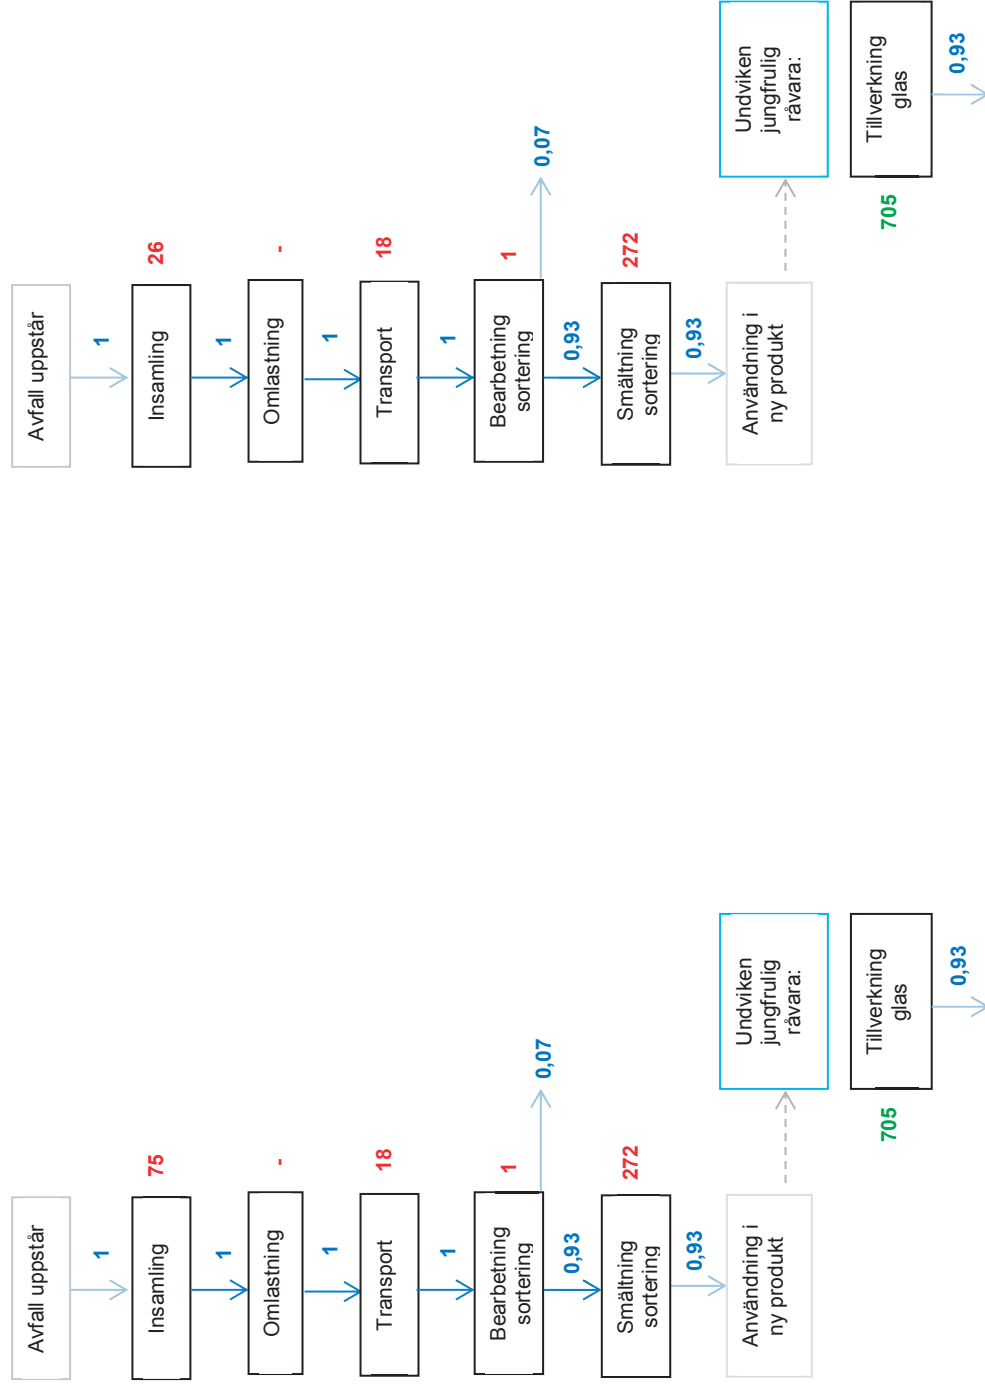 Avfall uppstår
1
Insamling
75
1
Omlastning
-
1
Transport
18
1
Bearbetning
sortering
1
0,07
0,93
Smältning
sortering
272
0,93
Användning i
ny produkt
Undviken
jungfrulig
råvara:
Tillverkning
glas
705
0,93
Avfall uppstår
1
Insamling
26
1
Omlastning
-
1
Transport
18
1
Bearbetning
sortering
1
0,07
0,93
Smältning
sortering
272
0,93
Användning i
ny produkt
Undviken
jungfrulig
råvara:
Tillverkning
glas
705
0,93